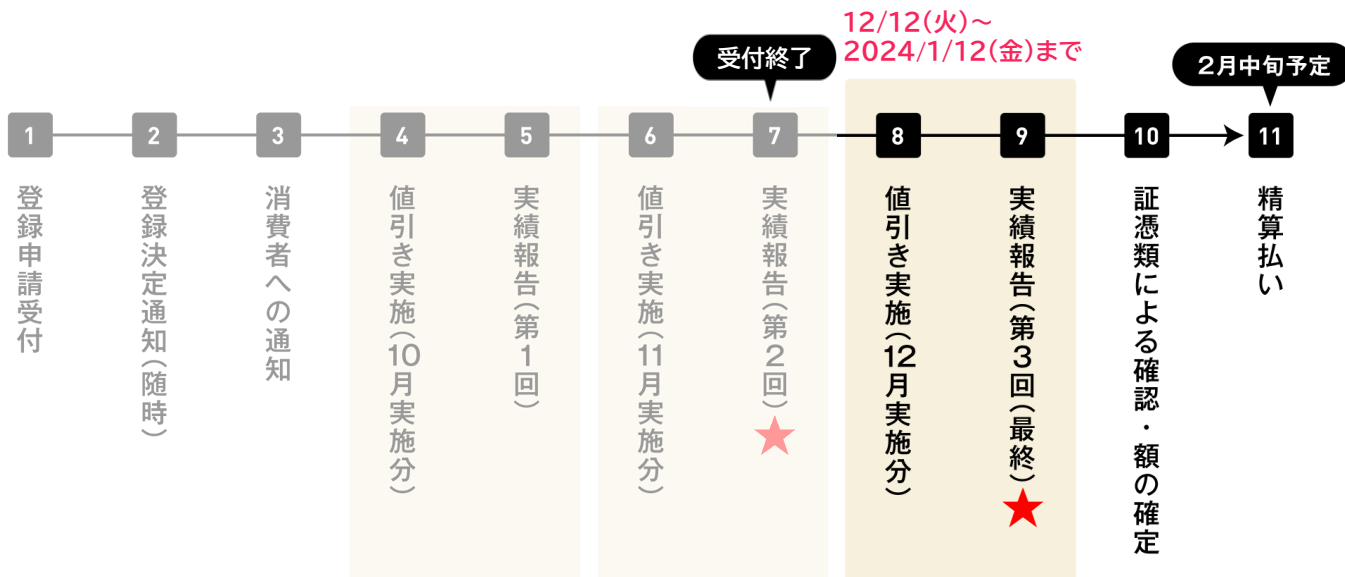 12/12(火)～
2024/1/12(金)まで
受付終了
2月中旬予定
1
登録申請受付
2
登録決定通知(随時)
3
消費者への通知
4
値引き実施(10月実施分)
5
実績報告(第1回)
6
値引き実施(11月実施分)
7
実績報告(第2回)
8
値引き実施(12月実施分)
9
実績報告(第3回(最終)
10
証憑類による確認・額の確定
11
精算払い